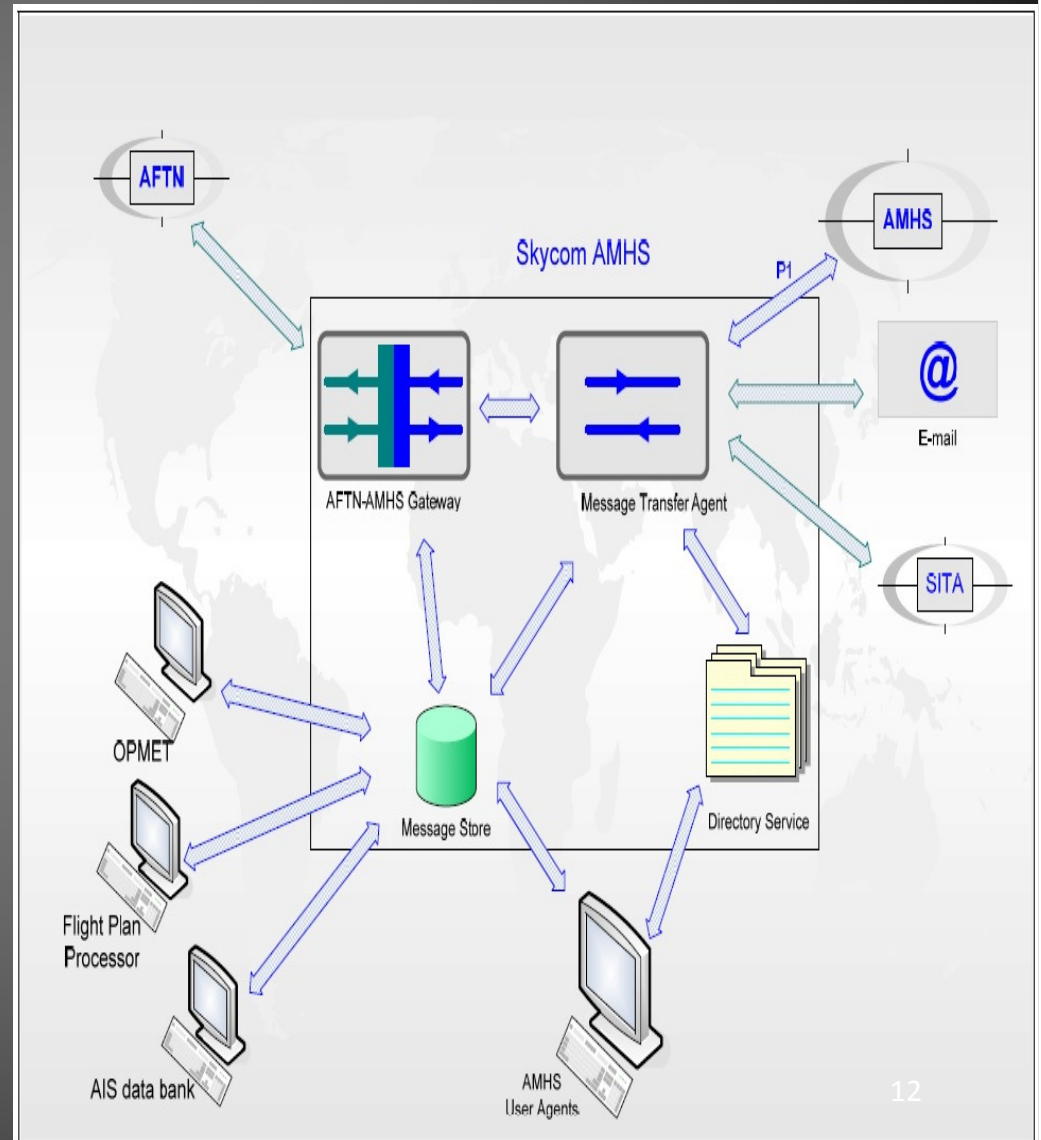 AFTN
AMHS
Skycom AMHS
P1
@
E-mail
AFTN-AMHS Gateway
Message Transfer Agent
SITA
OPMET
Message Store
Directory Service
Flight Plan
Processor
AIS data bank
AMHS
User Agents
12